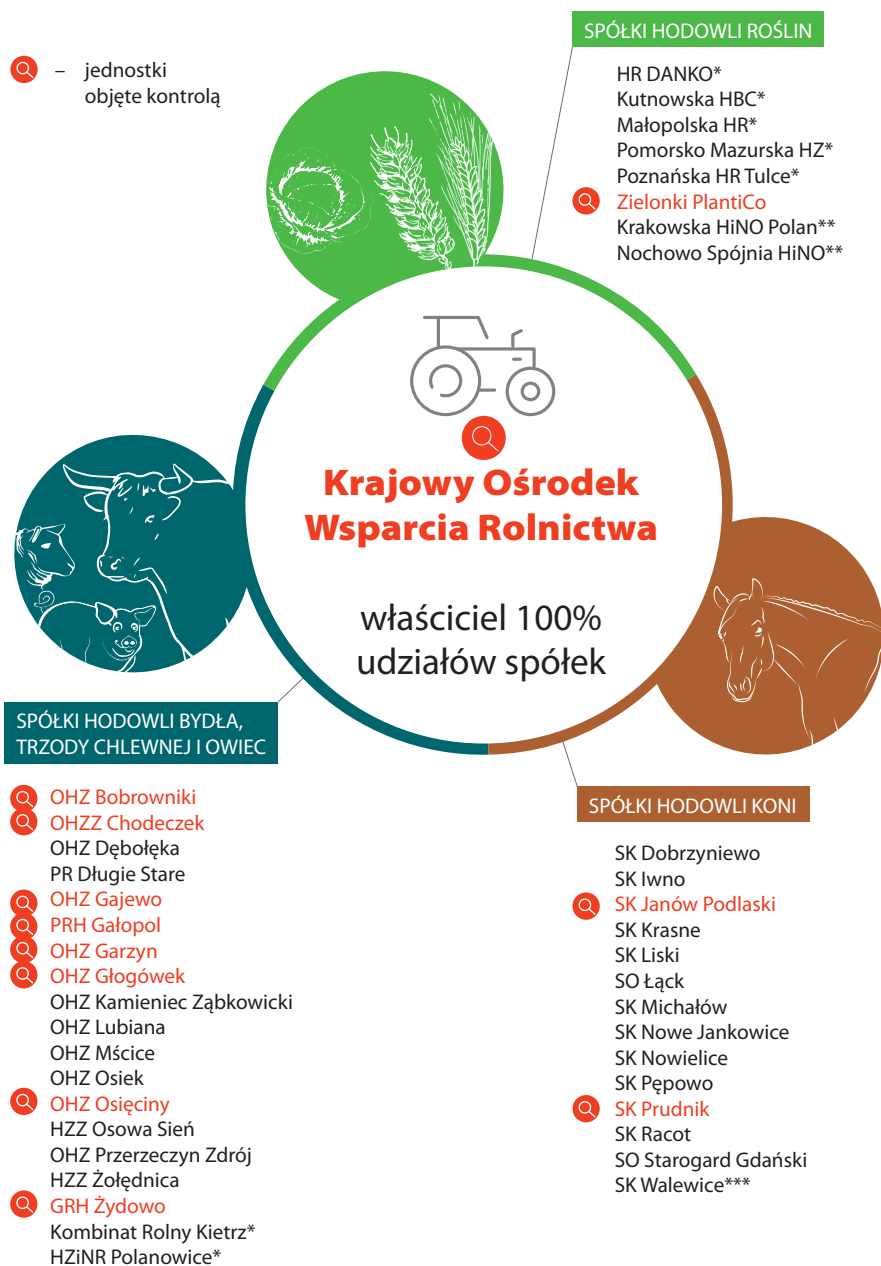 – jednostki
objęte kontrolą
SPÓŁKI HODOWLI ROŚLIN
HR DANKO*
Kutnowska HBC*
Małopolska HR*
Pomorsko Mazurska HZ*
Poznańska HR Tulce*
Zielonki PlantiCo
Krakowska HiNO Polan**
Nochowo Spójnia HiNO**
Krajowy Ośrodek
Wsparcia Rolnictwa
właściciel 100%
udziałów spółek
SPÓŁKI HODOWLI BYDŁA,
TRZODY CHLEWNEJ I OWIEC
OHZ Bobrowniki
OHZZ Chodeczek
OHZ Dębołęka
PR Długie Stare
OHZ Gajewo
PRH Gałopol
OHZ Garzyn
OHZ Głogówek
OHZ Kamieniec Ząbkowicki
OHZ Lubiana
OHZ Mścice
OHZ Osiek
OHZ Osięciny
HZZ Osowa Sień
OHZ Przerzeczyn Zdrój
HZZ Żołędnica
GRH Żydowo
Kombinat Rolny Kietrz*
HZiNR Polanowice*
SPÓŁKI HODOWLI KONI
SK Dobrzyniewo
SK Iwno
SK Janów Podlaski
SK Krasne
SK Liski
SO Łąck
SK Michałów
SK Nowe Jankowice
SK Nowielice
SK Pępowo
SK Prudnik
SK Racot
SO Starogard Gdański
SK Walewice***